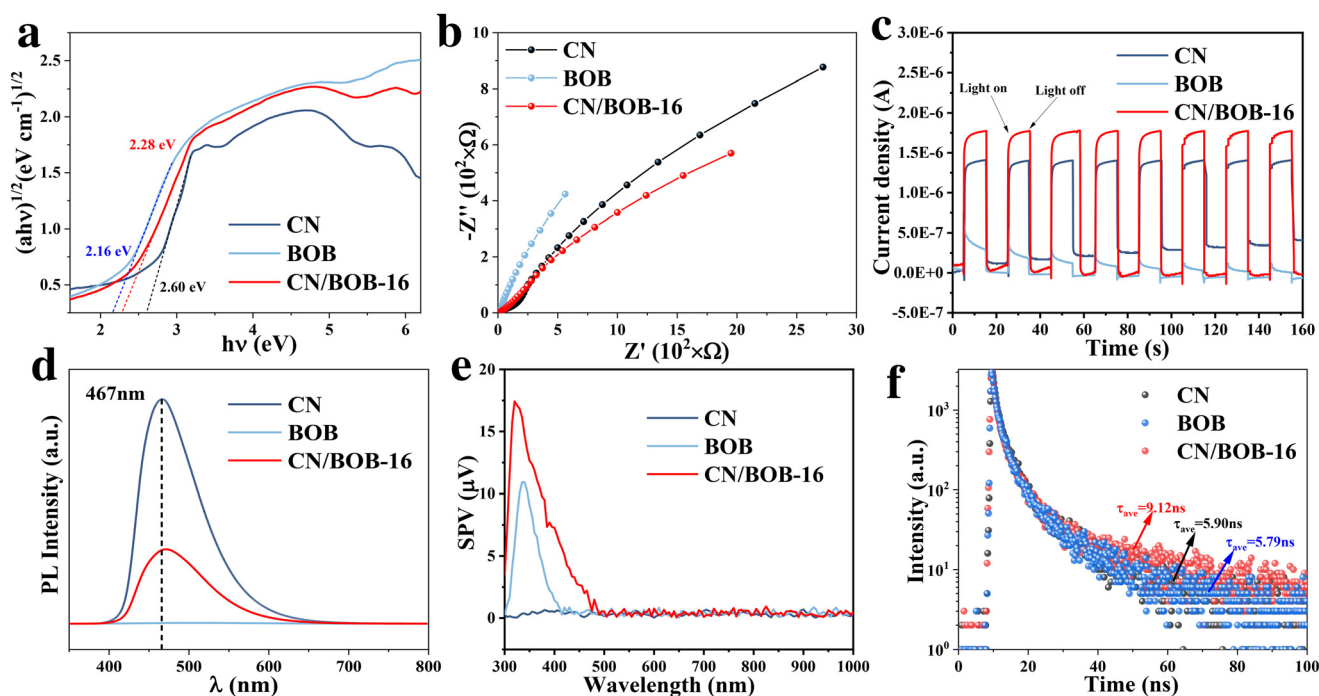 a
(ahv)^1/2(eV cm^-1)^1/2
2.5
2.0
1.5
1.0
0.5
2.28 eV
2.16 eV
2.60 eV
CN
BOB
CN/BOB-16
2
3
4
5
6
hν (eV)
b
-Z'' (10^2×Ω)
10
8
6
4
2
0
CN
BOB
CN/BOB-16
0
5
10
15
20
25
30
Z' (10^2×Ω)
c
Current density (A)
3.0E-6
2.5E-6
2.0E-6
1.5E-6
1.0E-6
5.0E-7
0.0E+0
-5.0E-7
CN
BOB
CN/BOB-16
Light on
Light off
0
20
40
60
80
100
120
140
160
Time (s)
d
PL Intensity (a.u.)
467nm
CN
BOB
CN/BOB-16
400
500
600
700
800
λ (nm)
e
SPV (μV)
20
15
10
5
0
CN
BOB
CN/BOB-16
300
400
500
600
700
800
900
1000
Wavelength (nm)
f
Intensity (a.u.)
10^3
10^2
10^1
10^0
CN
BOB
CN/BOB-16
τave=9.12ns
τave=5.90ns
τave=5.79ns
0
20
40
60
80
100
Time (ns)